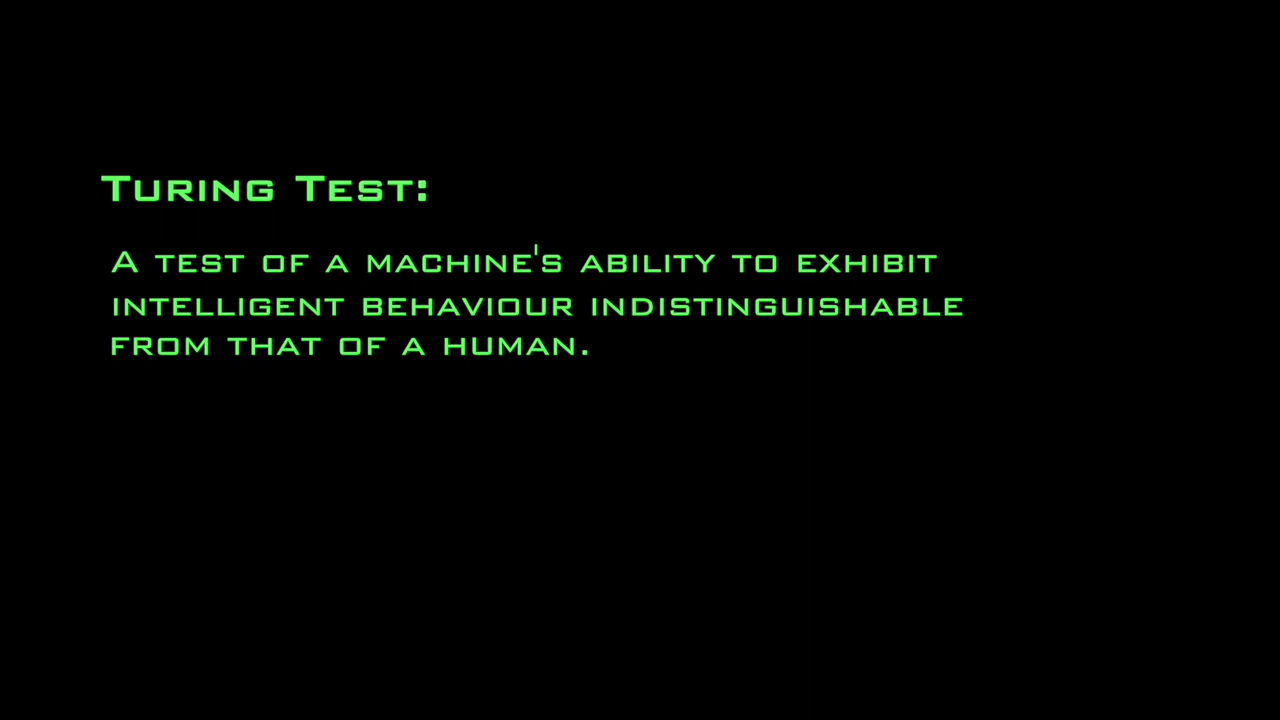 Turing Test:
A test of a machine's ability to exhibit
intelligent behaviour indistinguishable
from that of a human.